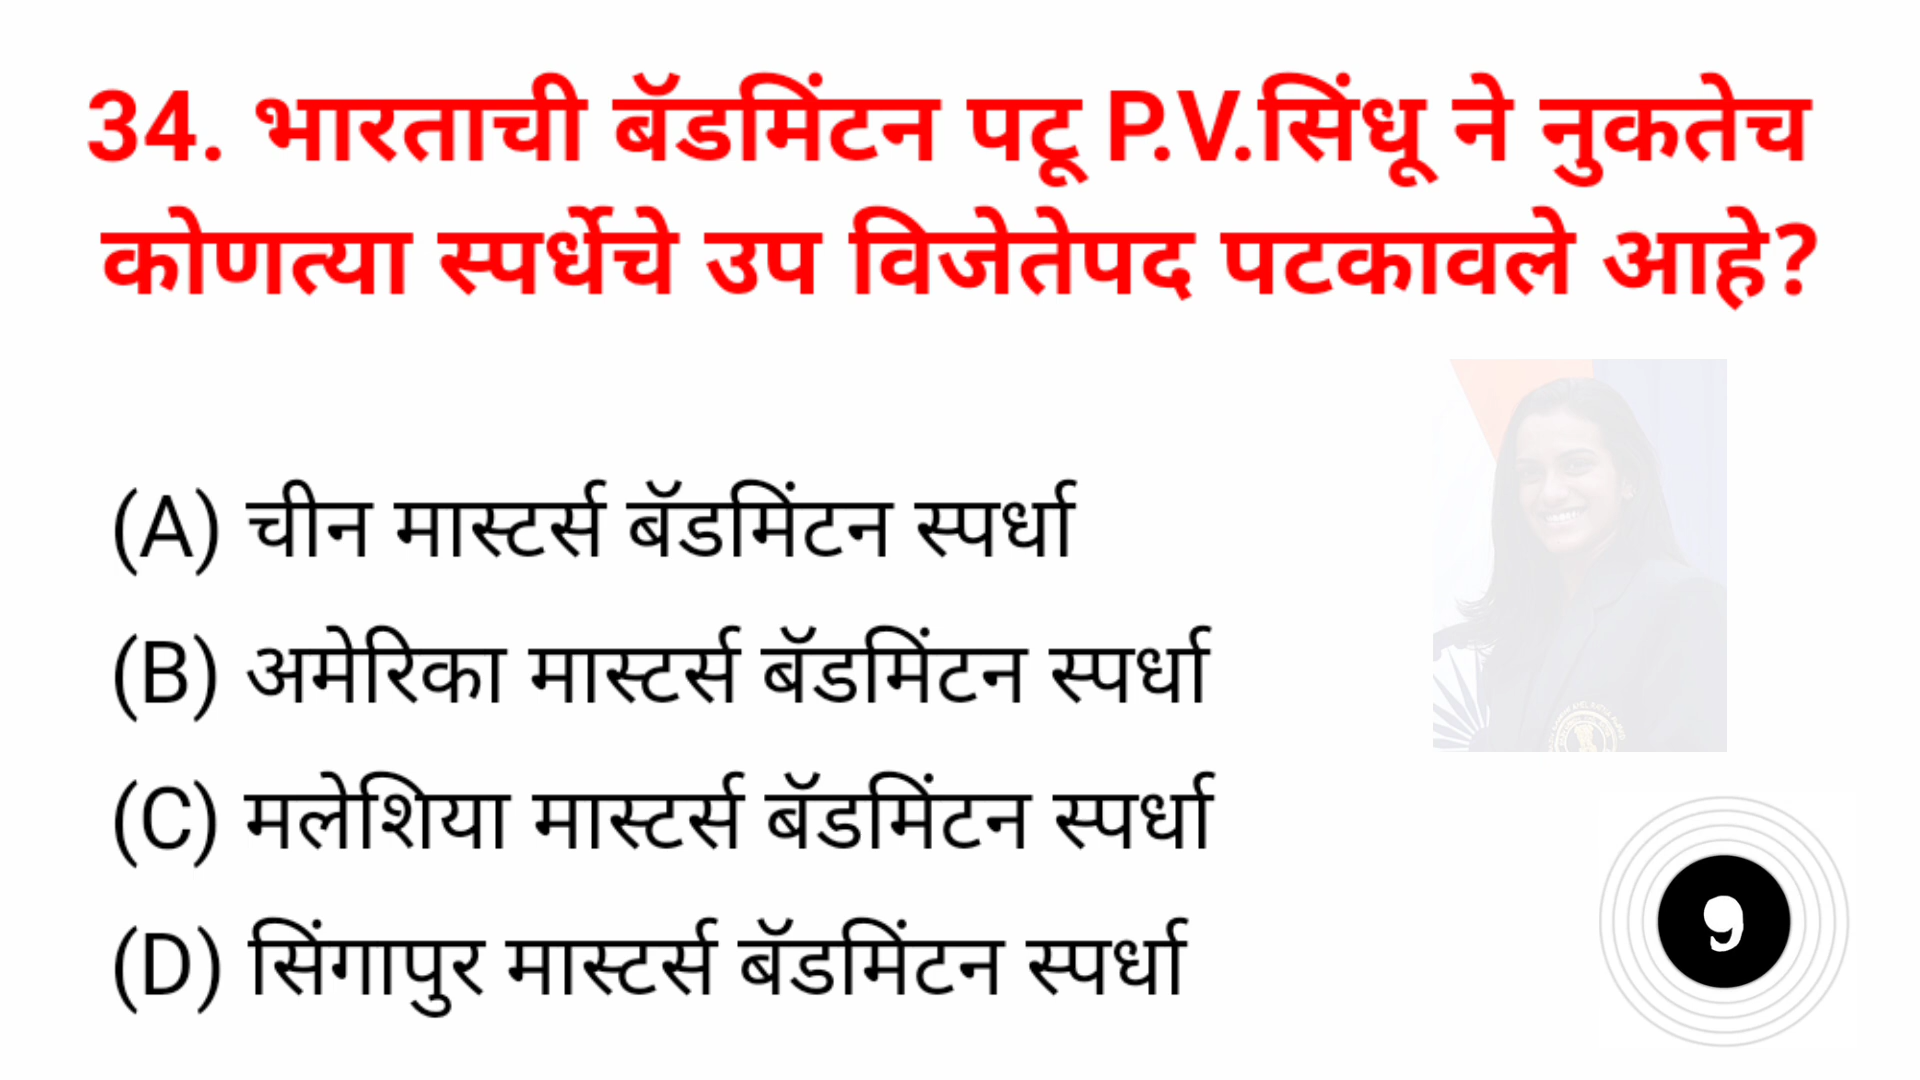 34. भारताची बॅडमिंटन पटू P.V.सिंधू ने नुकतेच
कोणत्या स्पर्धेचे उप विजेतेपद पटकावले आहे?
(A) चीन मास्टर्स बॅडमिंटन स्पर्धा
(B) अमेरिका मास्टर्स बॅडमिंटन स्पर्धा
(C) मलेशिया मास्टर्स बॅडमिंटन स्पर्धा
(D) सिंगापुर मास्टर्स बॅडमिंटन स्पर्धा
9